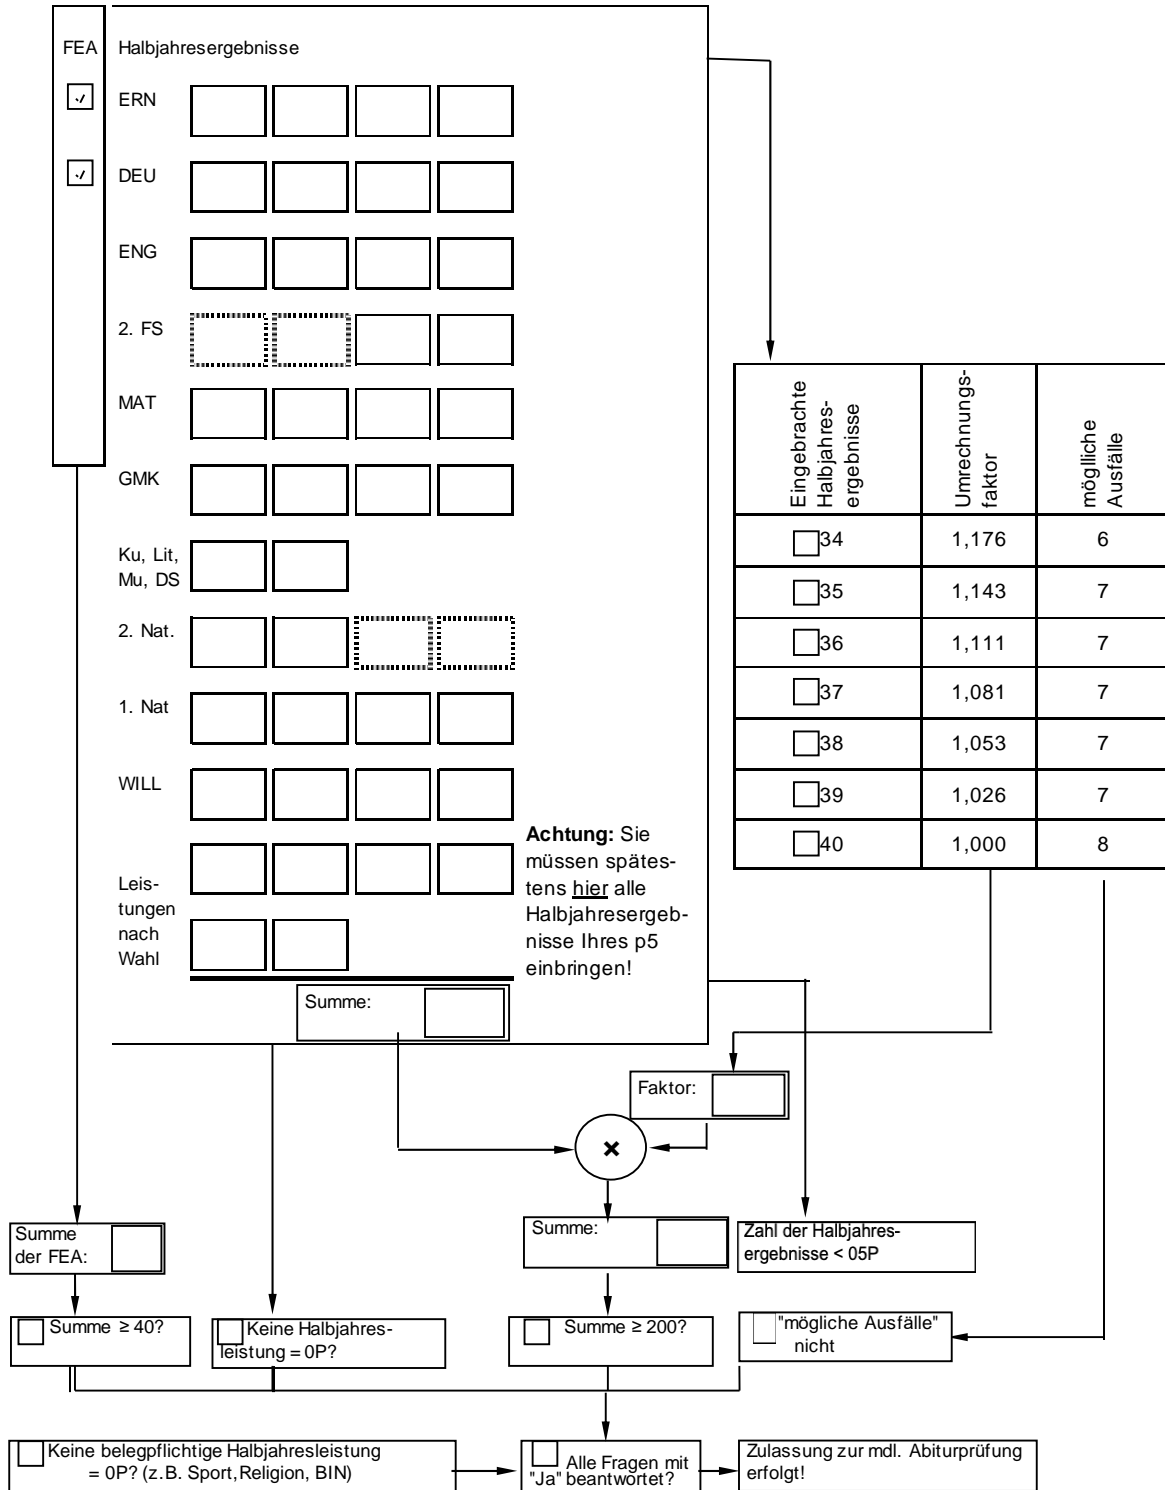 FEA Halbjahresergebnisse
ERN
DEU
ENG
2. FS
MAT
GMK
Ku, Lit,
Mu, DS
2. Nat.
1. Nat
WILL
Leis-
tungen
nach
Wahl
Achtung: Sie
müssen spätes-
tens hier alle
Halbjahresergeb-
nisse Ihres p5
einbringen!
Summe:
Eingebrachte
Halbjahres-
ergebnisse
Umrechnungs-
faktor
möglliche
Ausfälle
34 1,176 6
35 1,143 7
36 1,111 7
37 1,081 7
38 1,053 7
39 1,026 7
40 1,000 8
Faktor:
×
Summe
der FEA:
Summe:
Zahl der Halbjahres-
ergebnisse < 05P
Summe ≥ 40?
Keine Halbjahres-
leistung = 0P?
Summe ≥ 200?
"mögliche Ausfälle"
nicht
Keine belegpflichtige Halbjahresleistung
= 0P? (z.B. Sport, Religion, BIN)
Alle Fragen mit
"Ja" beantwortet?
Zulassung zur mdl. Abiturprüfung
erfolgt!